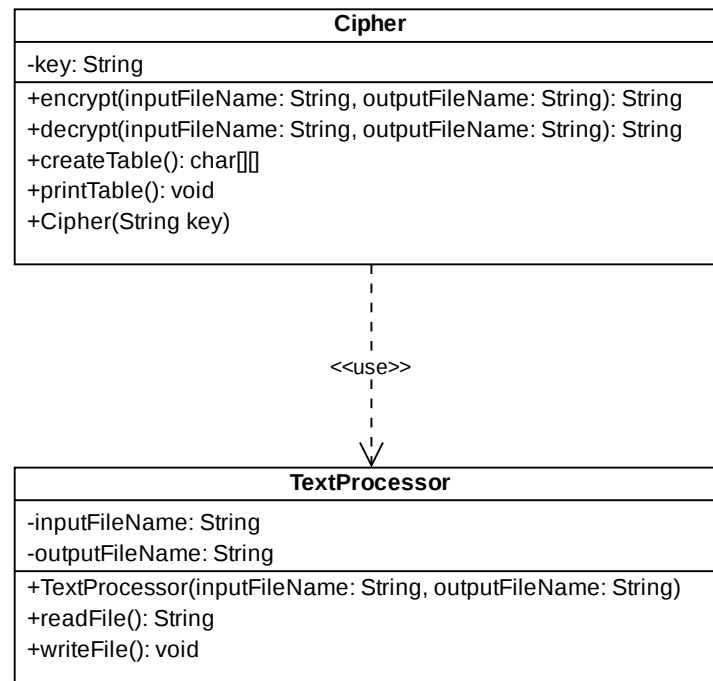 Cipher
-key: String
+encrypt(inputFileName: String, outputFileName: String): String
+decrypt(inputFileName: String, outputFileName: String): String
+createTable(): char[][]
+printTable(): void
+Cipher(String key)
<<use>>
TextProcessor
-inputFileName: String
-outputFileName: String
+TextProcessor(inputFileName: String, outputFileName: String)
+readFile(): String
+writeFile(): void